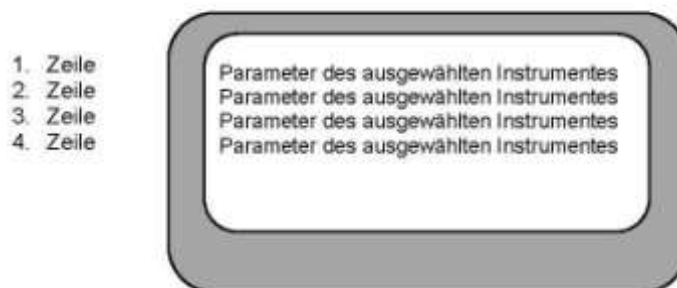 1. Zeile
2. Zeile
3. Zeile
4. Zeile
Parameter des ausgewählten Instrumentes
Parameter des ausgewählten Instrumentes
Parameter des ausgewählten Instrumentes
Parameter des ausgewählten Instrumentes